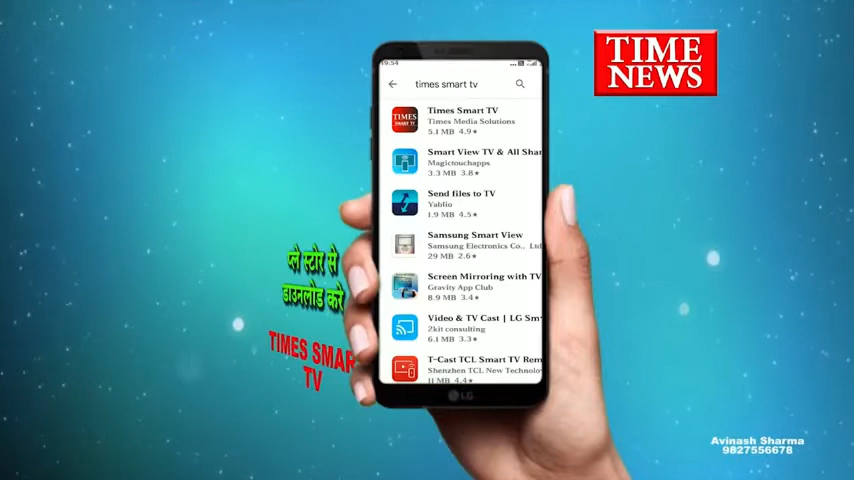 TIME
NEWS
19:54
times smart tv
Times Smart TV
Times Media Solutions
5.1 MB 4.9★
Smart View TV & All Shar
Magictouchapps
3.3 MB 3.8★
Send files to TV
Yablio
1.9 MB 4.5★
Samsung Smart View
Samsung Electronics Co., Ltd
29 MB 2.6★
Screen Mirroring with TV
Gravity App Club
8.9 MB 3.4★
Video & TV Cast | LG Sm
2kit consulting
6.1 MB 3.3★
T-Cast TCL Smart TV Rem
Shenzhen TCL New Technolo
11 MB 4.4★
LG
प्ले स्टोर से
डाउनलोड करे
TIMES SMAR
TV
Avinash Sharma
9827556678